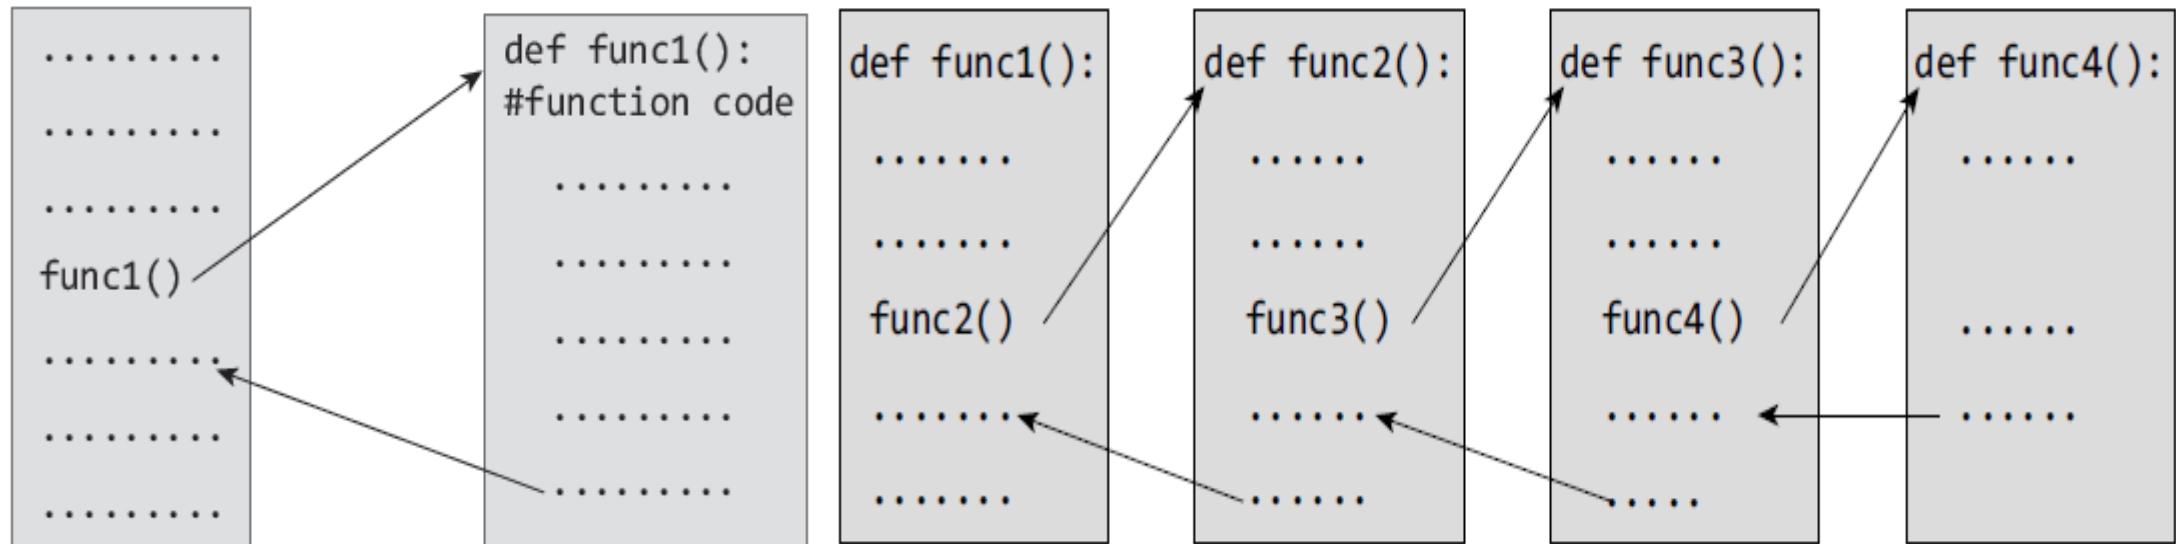 .........
.........
.........
func1()
.........
.........
.........
def func1():
#function code
.........
.........
.........
.........
.........
def func1():
.......
.......
func2()
.......
.......
def func2():
......
......
func3()
......
......
def func3():
......
......
func4()
......
.....
def func4():
......
......
......